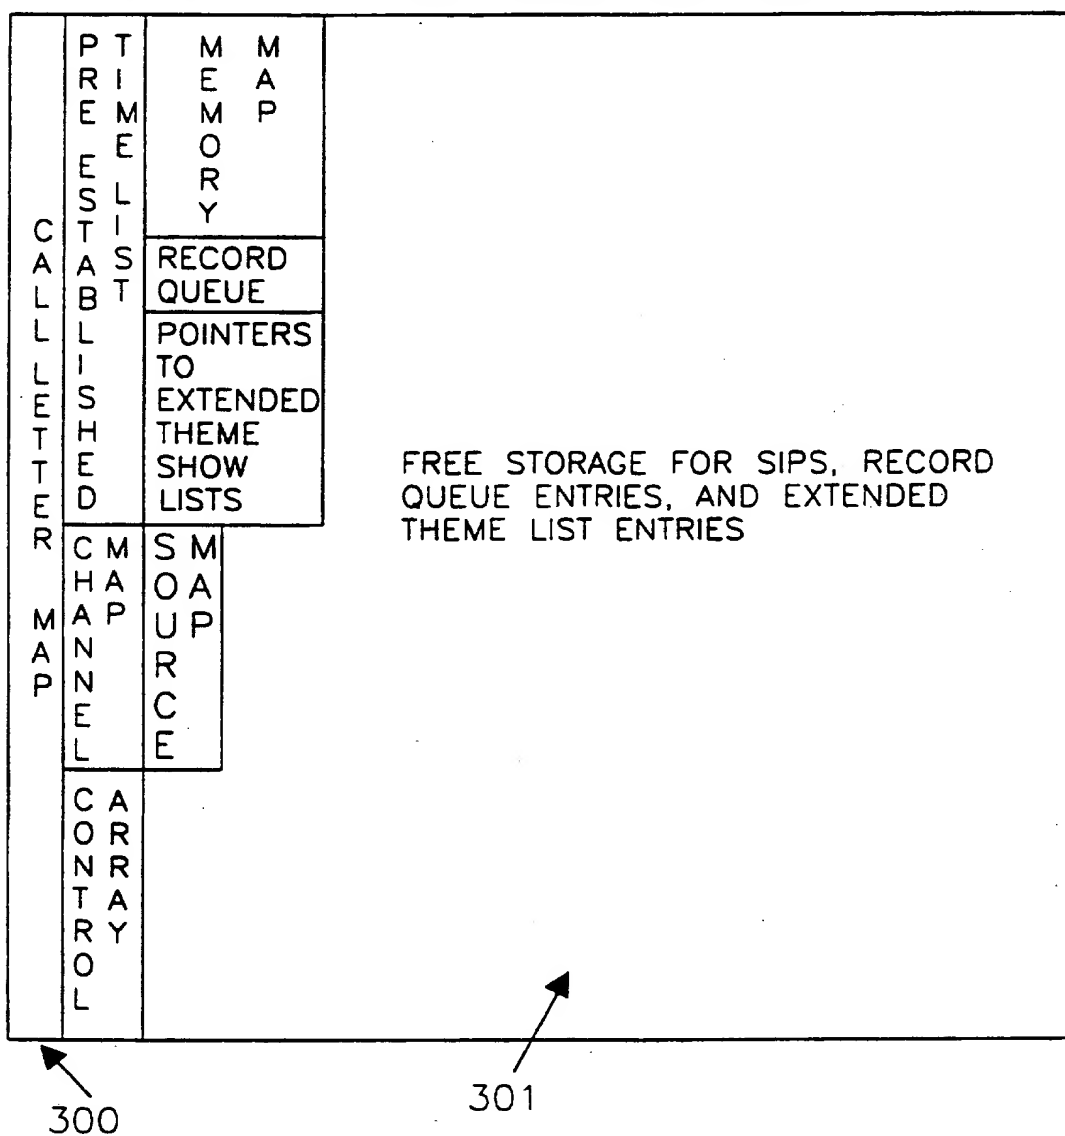 CALL LETTER MAP
PRE ESTABLISHED
TIME LIST
MEMORY
MAP
RECORD
QUEUE
POINTERS
TO
EXTENDED
THEME
SHOW
LISTS
CHANNEL
MAP
SOURCE
MAP
CONTROL
ARRAY
FREE STORAGE FOR SIPS, RECORD
QUEUE ENTRIES, AND EXTENDED
THEME LIST ENTRIES
300
301